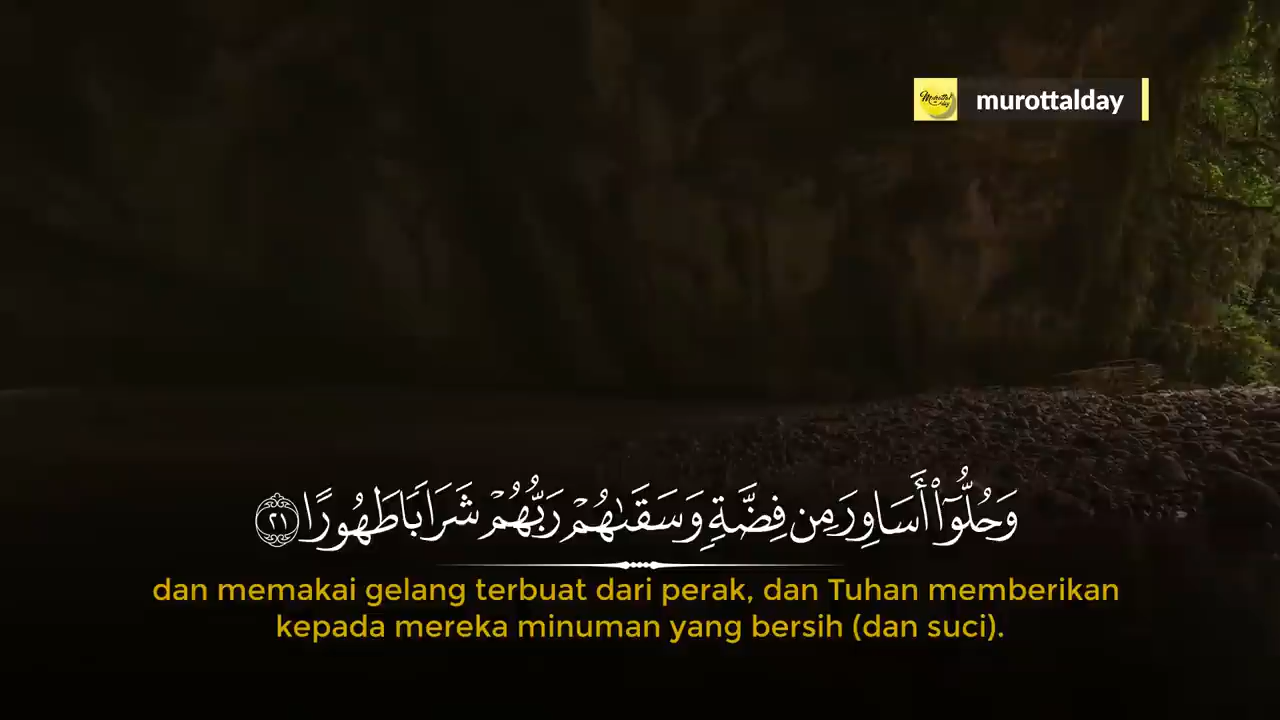 murottalday
وَحُلُّوٓا۟ أَسَاوِرَ مِن فِضَّةٍ وَسَقَىٰهُمْ رَبُّهُمْ شَرَابًا طَهُورًا ٢١
dan memakai gelang terbuat dari perak, dan Tuhan memberikan
kepada mereka minuman yang bersih (dan suci).